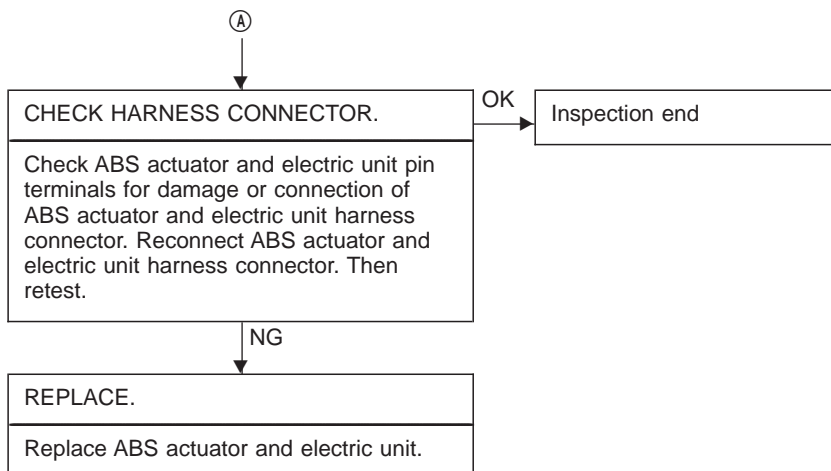 Ⓐ
CHECK HARNESS CONNECTOR.
OK
Inspection end
Check ABS actuator and electric unit pin
terminals for damage or connection of
ABS actuator and electric unit harness
connector. Reconnect ABS actuator and
electric unit harness connector. Then
retest.
NG
REPLACE.
Replace ABS actuator and electric unit.